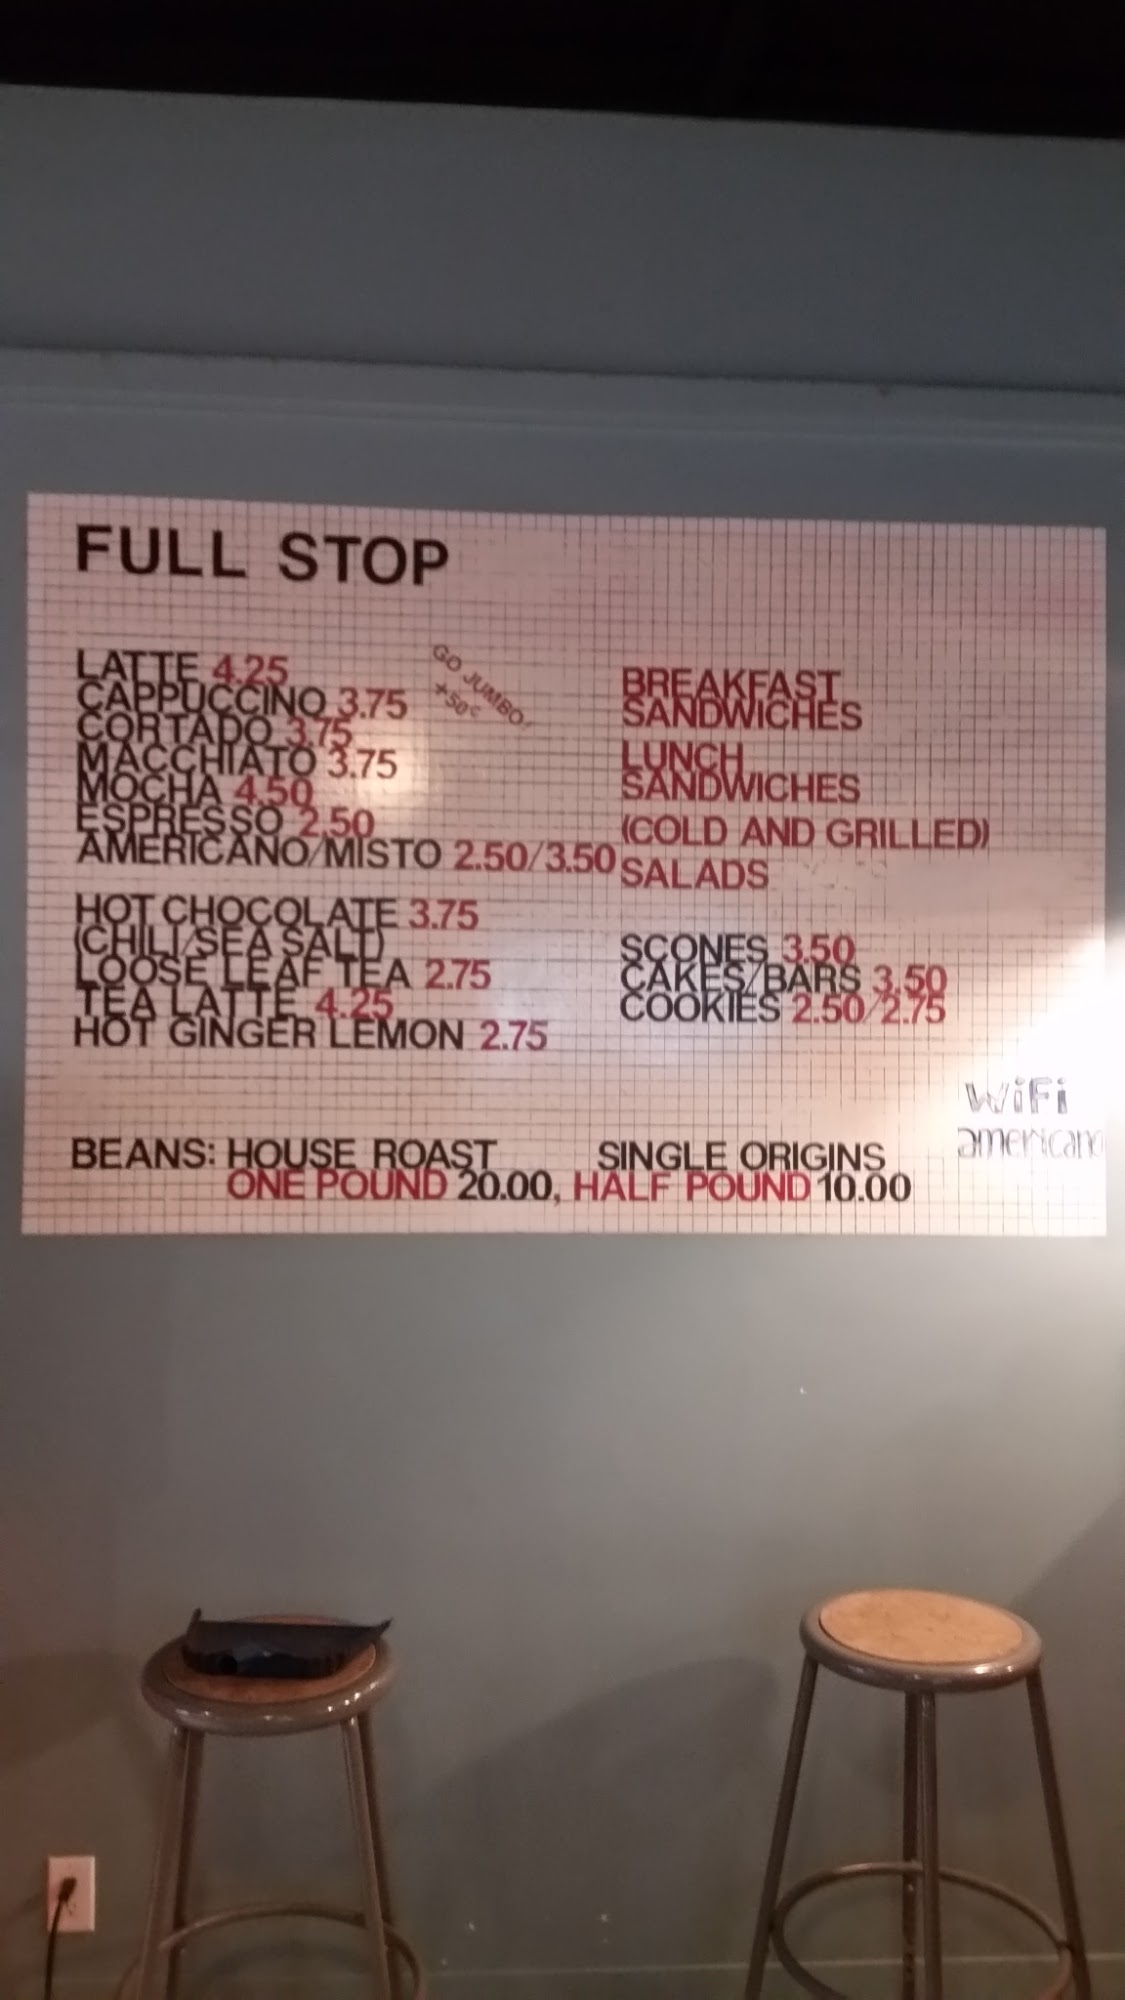 FULL STOP
LATTE 4.25
CAPPUCCINO 3.75
CORTADO 3.75
MACCHIATO 3.75
MOCHA 4.50
ESPRESSO 2.50
AMERICANO/MISTO 2.50/3.50
GO JUMBO!
+50¢
HOT CHOCOLATE 3.75
(CHILI/SEA SALT)
LOOSE LEAF TEA 2.75
TEA LATTE 4.25
HOT GINGER LEMON 2.75
BREAKFAST
SANDWICHES
LUNCH
SANDWICHES
(COLD AND GRILLED)
SALADS
SCONES 3.50
CAKES/BARS 3.50
COOKIES 2.50/2.75
WiFi
americano
BEANS: HOUSE ROAST SINGLE ORIGINS
ONE POUND 20.00, HALF POUND 10.00